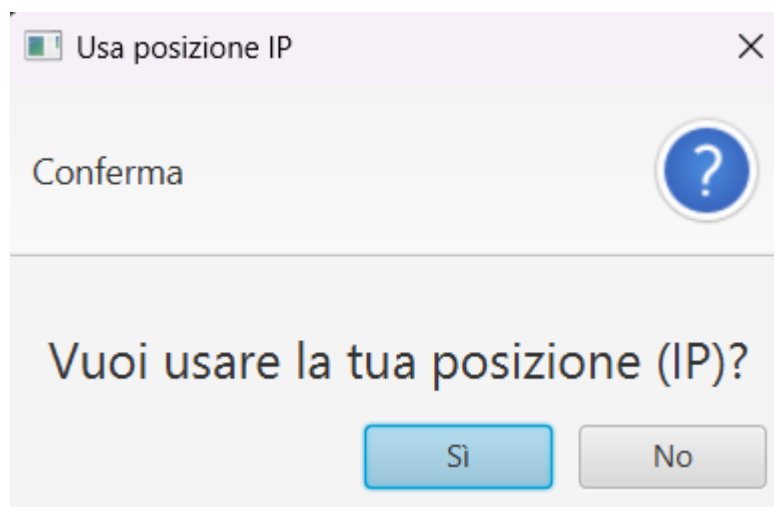 Usa posizione IP
Conferma
?
Vuoi usare la tua posizione (IP)?
Sì
No